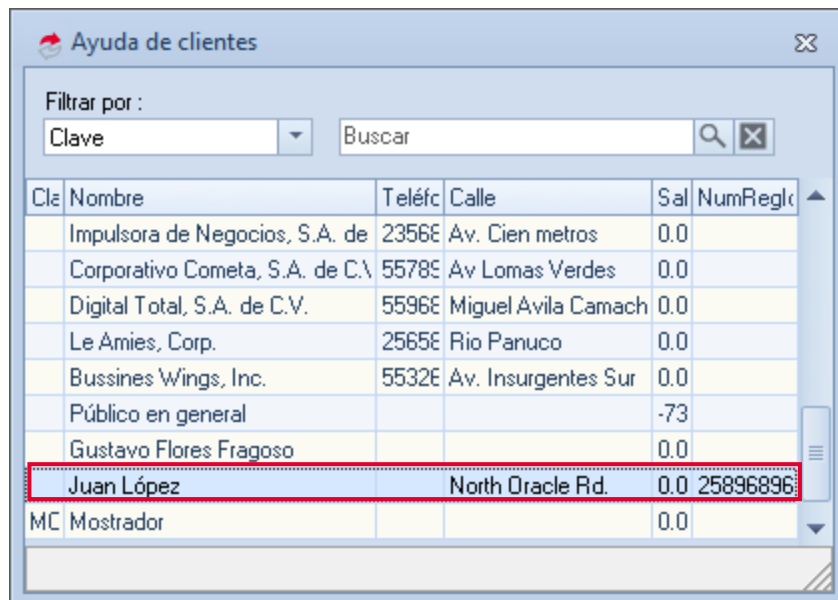 Ayuda de clientes
Filtrar por :
Clave Buscar
Cla Nombre Teléfc Calle Sal NumRegIc
Impulsora de Negocios, S.A. de 23568 Av. Cien metros 0.0
Corporativo Cometa, S.A. de C.V 55789 Av Lomas Verdes 0.0
Digital Total, S.A. de C.V. 55968 Miguel Avila Camach 0.0
Le Amies, Corp. 25658 Rio Panuco 0.0
Bussines Wings, Inc. 55326 Av. Insurgentes Sur 0.0
Público en general -73
Gustavo Flores Fragoso 0.0
Juan López North Oracle Rd. 0.0 25896896
MO Mostrador 0.0